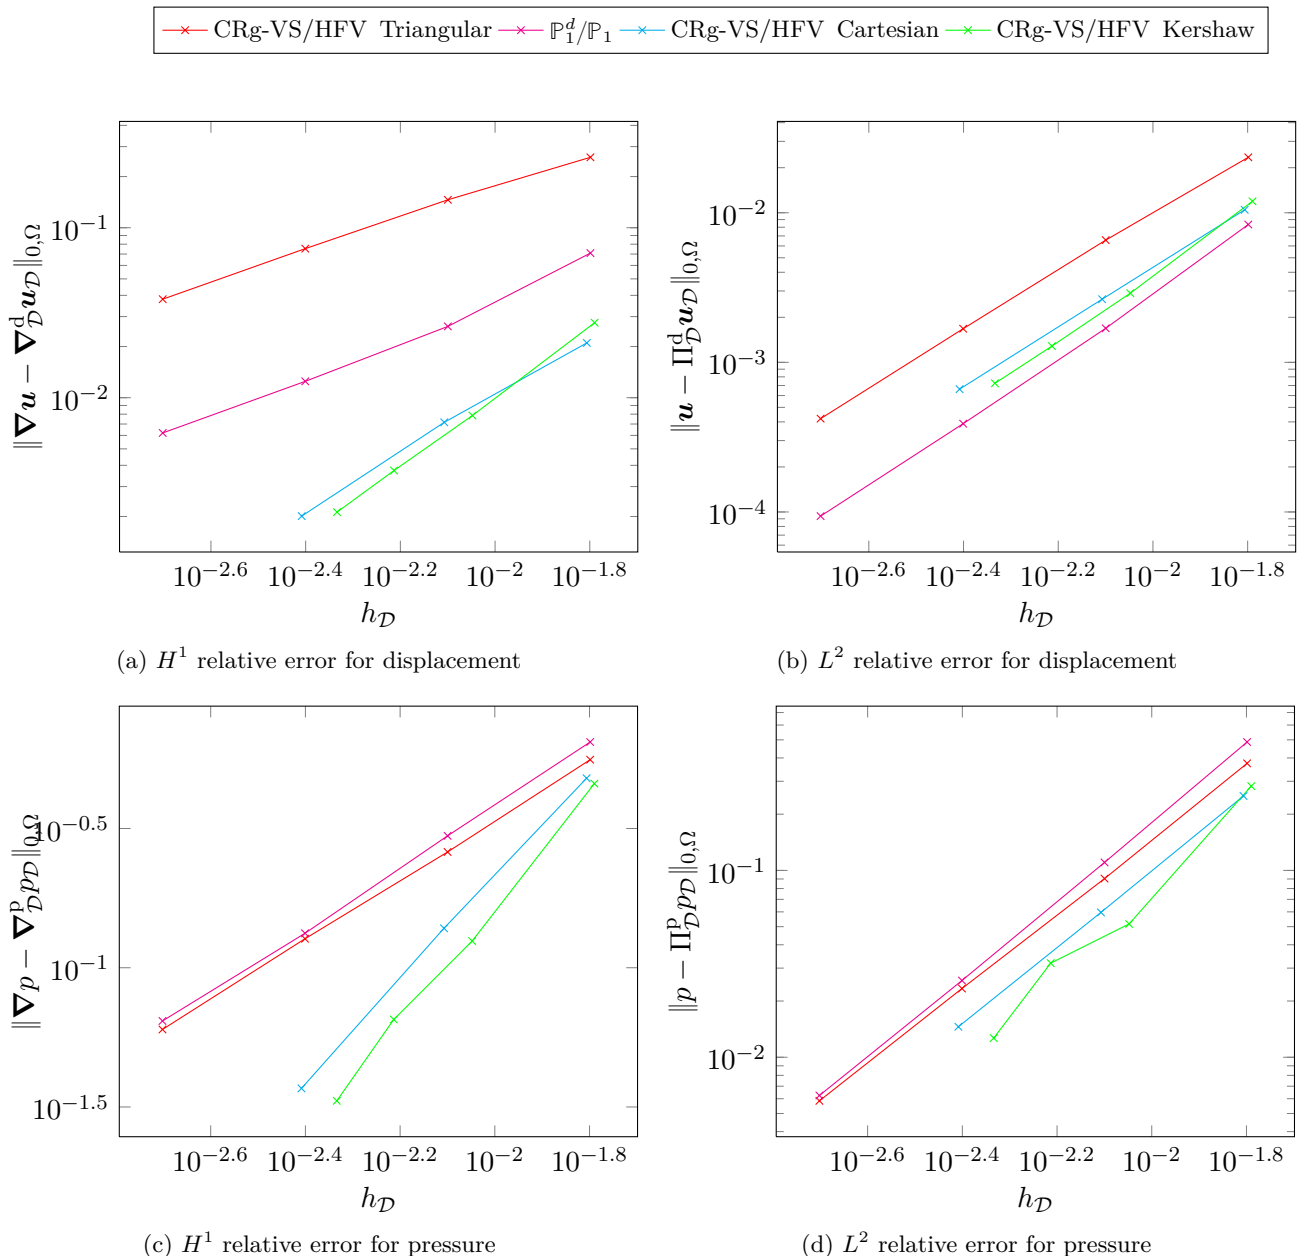 CRg-VS/HFV Triangular ℙ₁ᵈ/ℙ₁ CRg-VS/HFV Cartesian CRg-VS/HFV Kershaw
‖∇u − ∇_𝒟^d u_𝒟‖_{0,Ω}
10^{−1}
10^{−2}
10^{−2.6} 10^{−2.4} 10^{−2.2} 10^{−2} 10^{−1.8}
h_𝒟
(a) H¹ relative error for displacement
‖u − Π_𝒟^d u_𝒟‖_{0,Ω}
10^{−2}
10^{−3}
10^{−4}
10^{−2.6} 10^{−2.4} 10^{−2.2} 10^{−2} 10^{−1.8}
h_𝒟
(b) L² relative error for displacement
‖∇p − ∇_𝒟^p p_𝒟‖_{0,Ω}
10^{−0.5}
10^{−1}
10^{−1.5}
10^{−2.6} 10^{−2.4} 10^{−2.2} 10^{−2} 10^{−1.8}
h_𝒟
(c) H¹ relative error for pressure
‖p − Π_𝒟^p p_𝒟‖_{0,Ω}
10^{−1}
10^{−2}
10^{−2.6} 10^{−2.4} 10^{−2.2} 10^{−2} 10^{−1.8}
h_𝒟
(d) L² relative error for pressure